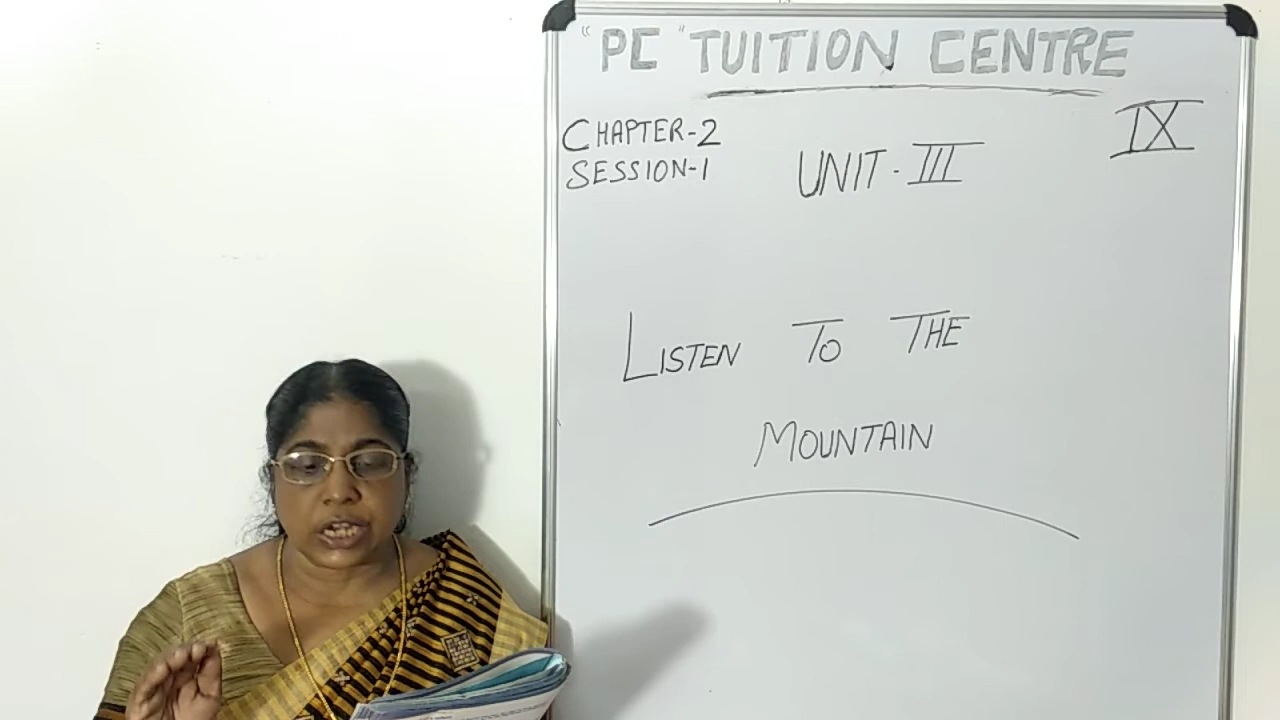 "PC" TUITION CENTRE
CHAPTER-2
SESSION-1
UNIT-III
IX
LISTEN TO THE
MOUNTAIN